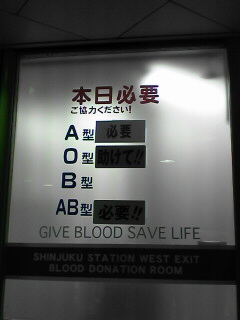 本日必要
ご協力ください!
A型 必要
O型 助けて!!
B型
AB型 必要!!
GIVE BLOOD SAVE LIFE
SHINJUKU STATION WEST EXIT
BLOOD DONATION ROOM